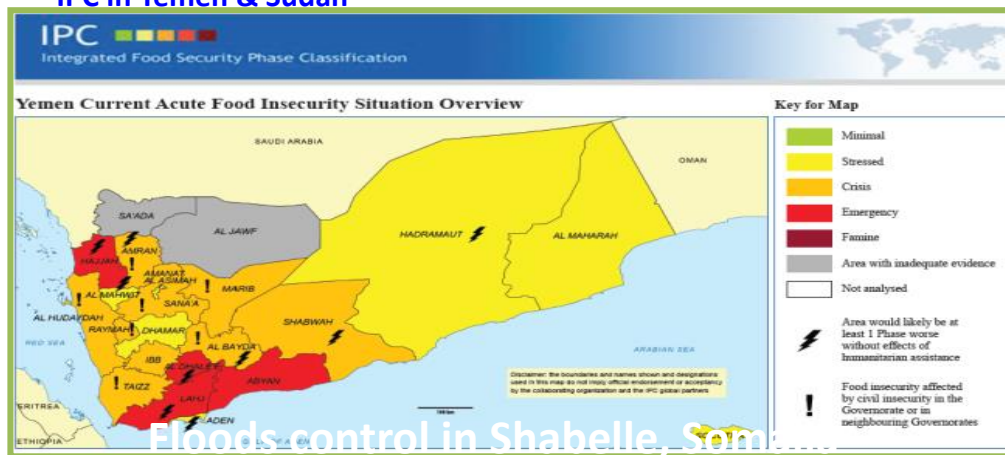 IPC in Yemen & Sudan
IPC
Integrated Food Security Phase Classification
Yemen Current Acute Food Insecurity Situation Overview
Key for Map
SAUDI ARABIA
OMAN
SA'ADA
AL JAWF
HADRAMAUT
AL MAHARAH
HAJJAH
AMRAN
AMANAT
AL ASIMAH
MARIB
AL MAHWIT
SANA'A
AL HUDAYDAH
RAYMAH
DHAMAR
SHABWAH
AL BAYDA
RED SEA
IBB
AL DHALE'E
ABYAN
TAIZZ
LAHJ
ADEN
ARABIAN SEA
ERITREA
ETHIOPIA
Disclaimer: the boundaries and names shown and designations
used in this map do not imply official endorsement or acceptancy
by the collaborating organization and the IPC global partners
Minimal
Stressed
Crisis
Emergency
Famine
Area with inadequate evidence
Not analysed
Area would likely be at
least 1 Phase worse
without effects of
humanitarian assistance
Food insecurity affected
by civil insecurity in the
Governorate or in
neighbouring Governorates
Floods control in Shabelle, Somalia